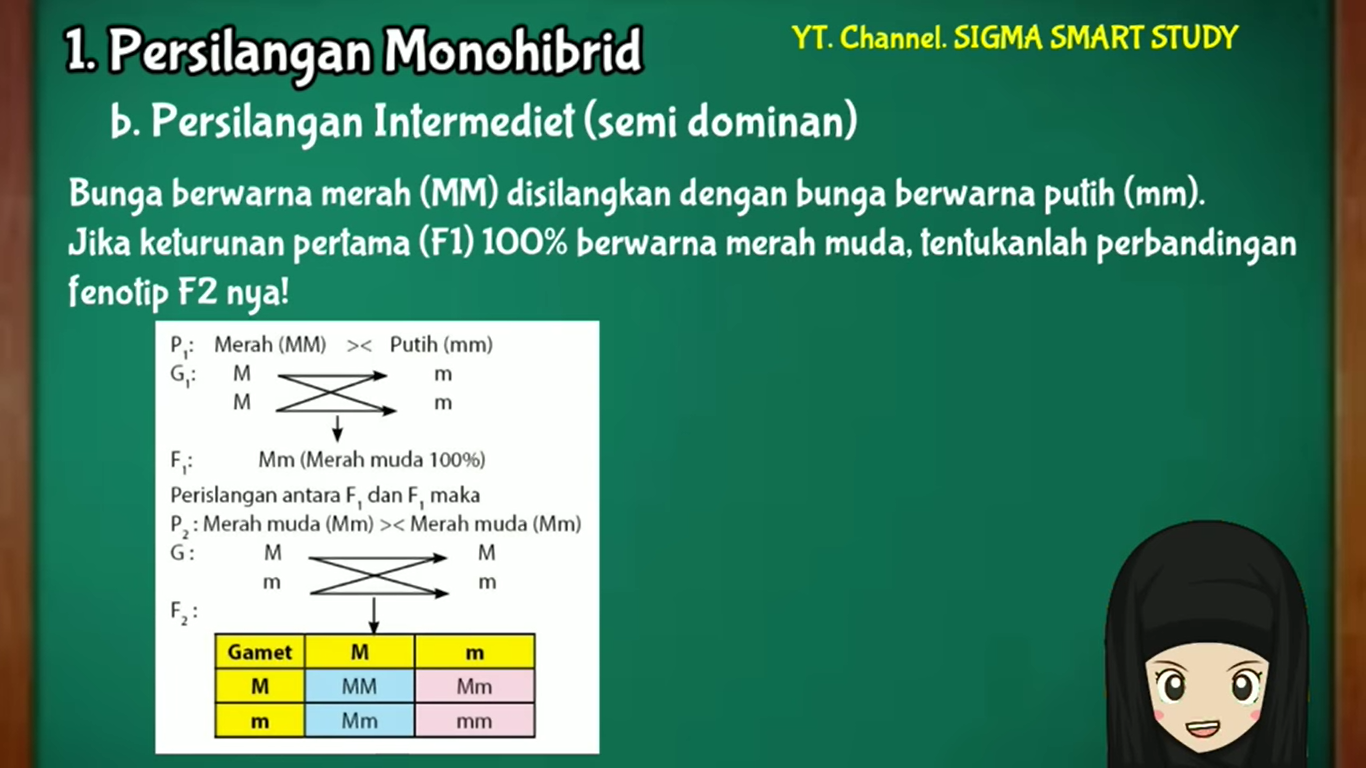 1. Persilangan Monohibrid
YT. Channel. SIGMA SMART STUDY
b. Persilangan Intermediet (semi dominan)
Bunga berwarna merah (MM) disilangkan dengan bunga berwarna putih (mm).
Jika keturunan pertama (F1) 100% berwarna merah muda, tentukanlah perbandingan
fenotip F2 nya!
P₁: Merah (MM) >< Putih (mm)
G₁: M m
M m
F₁: Mm (Merah muda 100%)
Perislangan antara F₁ dan F₁ maka
P₂ : Merah muda (Mm) >< Merah muda (Mm)
G : M M
m m
F₂ :
Gamet M m
M MM Mm
m Mm mm